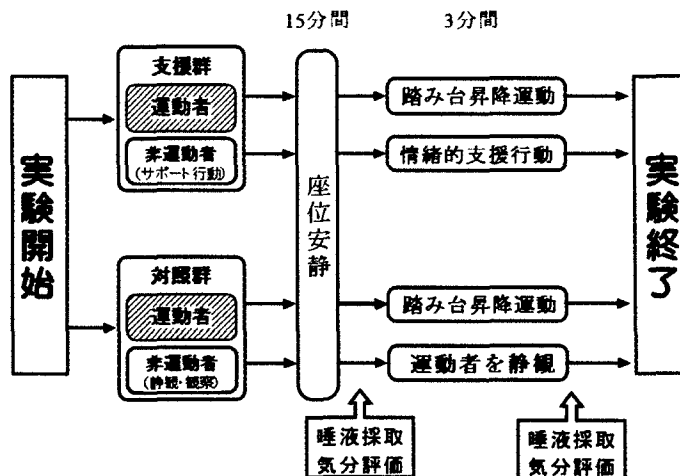 15分間
3分間
実験開始
支援群
運動者
非運動者
(サポート行動)
対照群
運動者
非運動者
(静観・観察)
座位安静
踏み台昇降運動
情緒的支援行動
踏み台昇降運動
運動者を静観
実験終了
唾液採取
気分評価
唾液採取
気分評価